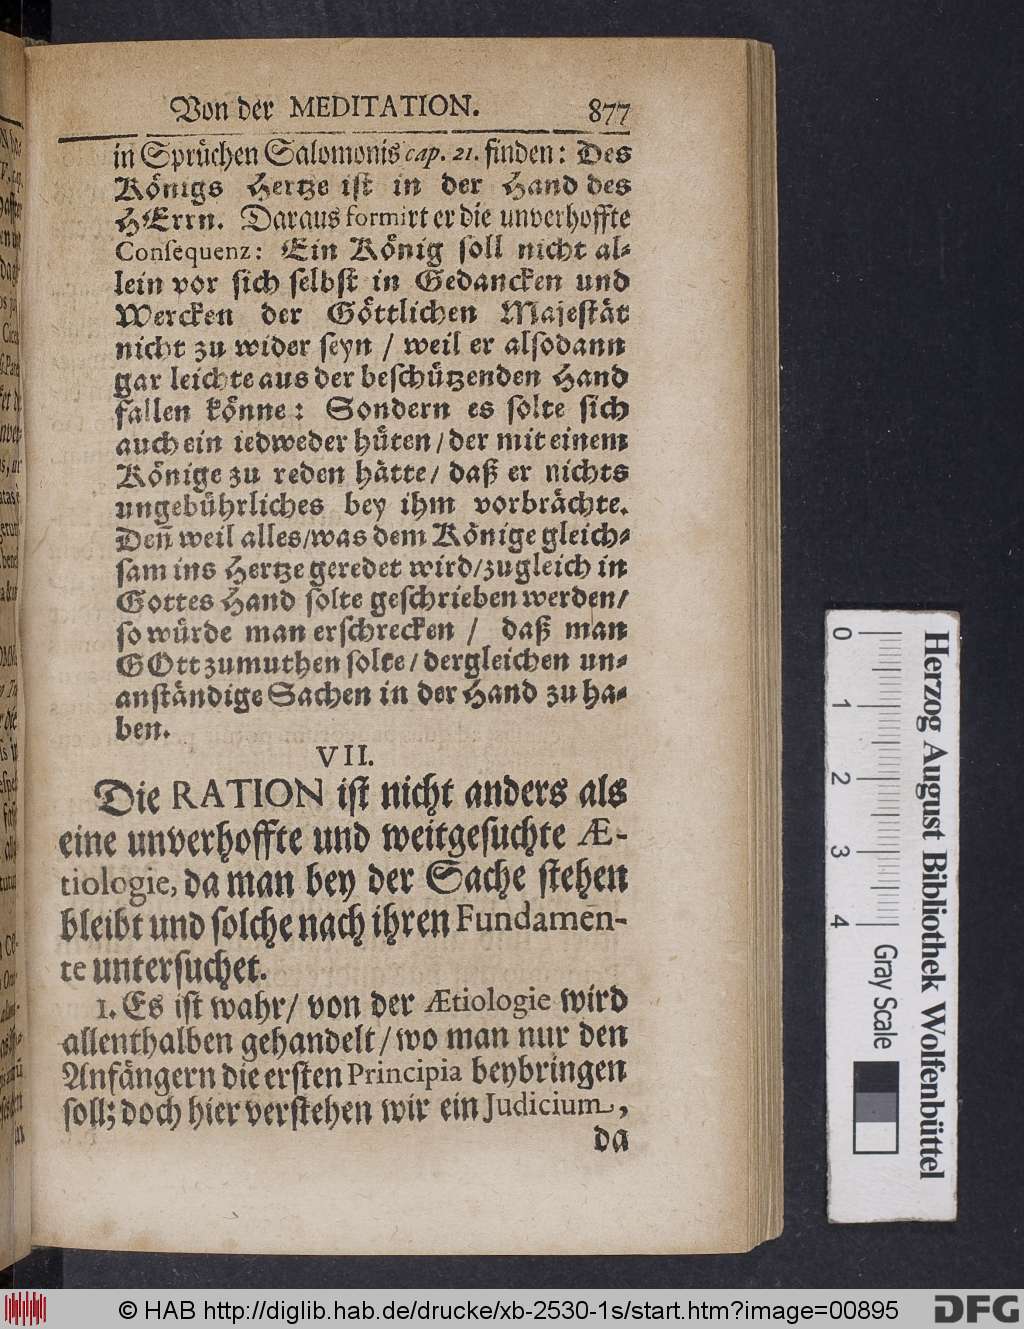 Von der MEDITATION. 877
in Sprüchen Salomonis cap. 21. finden: Des
Königs Hertze ist in der Hand des
HErrn. Daraus formirt er die unverhoffte
Consequenz: Ein König soll nicht al-
lein vor sich selbst in Gedancken und
Wercken der Göttlichen Majestät
nicht zu wider seyn / weil er alsodann
gar leichte aus der beschützenden Hand
fallen könne: Sondern es solte sich
auch ein iedweder hüten / der mit einem
Könige zu reden hätte / daß er nichts
ungebührliches bey ihm vorbrächte.
Deñ weil alles / was dem Könige gleich-
sam ins Hertze geredet wird / zugleich in
Gottes Hand solte geschrieben werden /
so würde man erschrecken / daß man
GOtt zumuthen solte / dergleichen un-
anständige Sachen in der Hand zu ha-
ben.
VII.
Die RATION ist nicht anders als
eine unverhoffte und weitgesuchte Æ-
tiologie, da man bey der Sache stehen
bleibt und solche nach ihren Fundamen-
te untersuchet.
1. Es ist wahr / von der Ætiologie wird
allenthalben gehandelt / wo man nur den
Anfängern die ersten Principia beybringen
soll; doch hier verstehen wir ein Judicium,
da
Herzog August Bibliothek Wolfenbüttel
0 1 2 3 4
Gray Scale
© HAB http://diglib.hab.de/drucke/xb-2530-1s/start.htm?image=00895
DFG